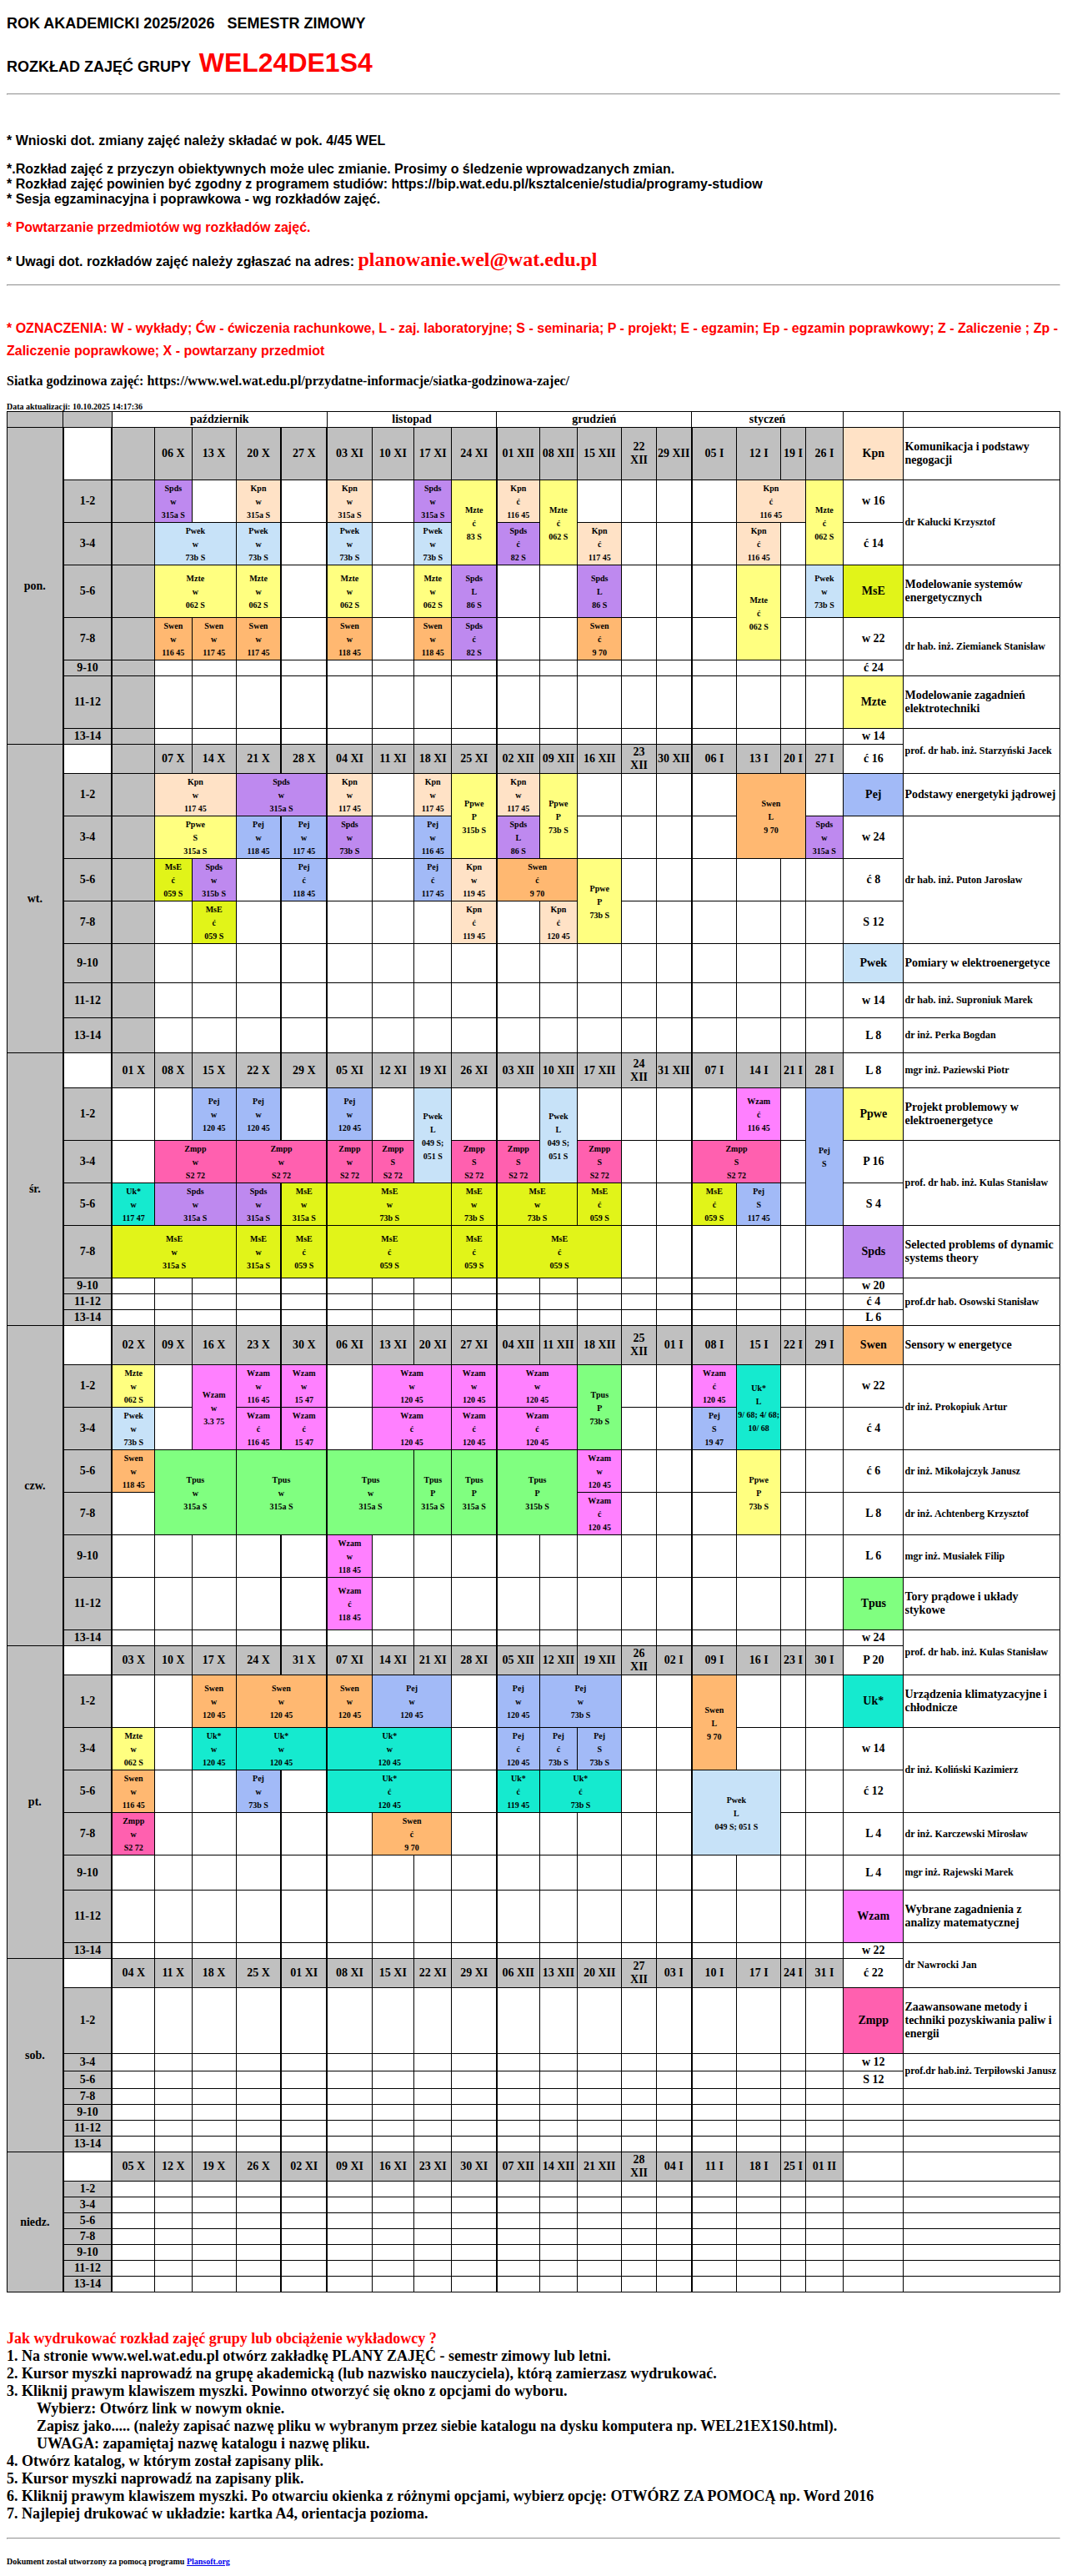 ROK AKADEMICKI 2025/2026 SEMESTR ZIMOWY
ROZKŁAD ZAJĘĆ GRUPY WEL24DE1S4
* Wnioski dot. zmiany zajęć należy składać w pok. 4/45 WEL
*.Rozkład zajęć z przyczyn obiektywnych może ulec zmianie. Prosimy o śledzenie wprowadzanych zmian.
* Rozkład zajęć powinien być zgodny z programem studiów: https://bip.wat.edu.pl/ksztalcenie/studia/programy-studiow
* Sesja egzaminacyjna i poprawkowa - wg rozkładów zajęć.
* Powtarzanie przedmiotów wg rozkładów zajęć.
* Uwagi dot. rozkładów zajęć należy zgłaszać na adres: planowanie.wel@wat.edu.pl
* OZNACZENIA: W - wykłady; Ćw - ćwiczenia rachunkowe, L - zaj. laboratoryjne; S - seminaria; P - projekt; E - egzamin; Ep - egzamin poprawkowy; Z - Zaliczenie ; Zp -
Zaliczenie poprawkowe; X - powtarzany przedmiot
Siatka godzinowa zajęć: https://www.wel.wat.edu.pl/przydatne-informacje/siatka-godzinowa-zajec/
Data aktualizacji: 10.10.2025 14:17:36
październik listopad grudzień styczeń
pon. 06 X 13 X 20 X 27 X 03 XI 10 XI 17 XI 24 XI 01 XII 08 XII 15 XII 22 XII 29 XII 05 I 12 I 19 I 26 I Kpn Komunikacja i podstawy negogacji
1-2 Spds w 315a S Kpn w 315a S Kpn w 315a S Spds w 315a S Mzte ć 83 S Kpn ć 116 45 Mzte ć 062 S Kpn ć 116 45 Mzte ć 062 S w 16 dr Kałucki Krzysztof
3-4 Pwek w 73b S Pwek w 73b S Pwek w 73b S Pwek w 73b S Spds ć 82 S Kpn ć 117 45 Kpn ć 116 45 ć 14
5-6 Mzte w 062 S Mzte w 062 S Mzte w 062 S Mzte w 062 S Spds L 86 S Spds L 86 S Mzte ć 062 S Pwek w 73b S MsE Modelowanie systemów energetycznych
7-8 Swen w 116 45 Swen w 117 45 Swen w 117 45 Swen w 118 45 Swen w 118 45 Spds ć 82 S Swen ć 9 70 w 22 dr hab. inż. Ziemianek Stanisław
9-10 ć 24
11-12 Mzte Modelowanie zagadnień elektrotechniki
13-14 w 14 prof. dr hab. inż. Starzyński Jacek
wt. 07 X 14 X 21 X 28 X 04 XI 11 XI 18 XI 25 XI 02 XII 09 XII 16 XII 23 XII 30 XII 06 I 13 I 20 I 27 I ć 16
1-2 Kpn w 117 45 Spds w 315a S Kpn w 117 45 Kpn w 117 45 Ppwe P 315b S Kpn w 117 45 Ppwe P 73b S Swen L 9 70 Pej Podstawy energetyki jądrowej
3-4 Ppwe S 315a S Pej w 118 45 Pej w 117 45 Spds w 73b S Pej w 116 45 Spds L 86 S Spds w 315a S w 24 dr hab. inż. Puton Jarosław
5-6 MsE ć 059 S Spds w 315b S Pej ć 118 45 Pej ć 117 45 Kpn w 119 45 Swen ć 9 70 Ppwe P 73b S ć 8
7-8 MsE ć 059 S Kpn ć 119 45 Kpn ć 120 45 S 12
9-10 Pwek Pomiary w elektroenergetyce
11-12 w 14 dr hab. inż. Suproniuk Marek
13-14 L 8 dr inż. Perka Bogdan
śr. 01 X 08 X 15 X 22 X 29 X 05 XI 12 XI 19 XI 26 XI 03 XII 10 XII 17 XII 24 XII 31 XII 07 I 14 I 21 I 28 I L 8 mgr inż. Paziewski Piotr
1-2 Pej w 120 45 Pej w 120 45 Pej w 120 45 Pwek L 049 S; 051 S Pwek L 049 S; 051 S Wzam ć 116 45 Pej S Ppwe Projekt problemowy w elektroenergetyce
3-4 Zmpp w S2 72 Zmpp w S2 72 Zmpp w S2 72 Zmpp S S2 72 Zmpp S S2 72 Zmpp S S2 72 Zmpp S S2 72 Zmpp S S2 72 P 16 prof. dr hab. inż. Kulas Stanisław
5-6 Uk* w 117 47 Spds w 315a S Spds w 315a S MsE w 315a S MsE w 73b S MsE w 73b S MsE w 73b S MsE ć 059 S MsE ć 059 S Pej S 117 45 S 4
7-8 MsE w 315a S MsE w 315a S MsE ć 059 S MsE ć 059 S MsE ć 059 S MsE ć 059 S Spds Selected problems of dynamic systems theory
9-10 w 20 prof.dr hab. Osowski Stanisław
11-12 ć 4
13-14 L 6
czw. 02 X 09 X 16 X 23 X 30 X 06 XI 13 XI 20 XI 27 XI 04 XII 11 XII 18 XII 25 XII 01 I 08 I 15 I 22 I 29 I Swen Sensory w energetyce
1-2 Mzte w 062 S Wzam w 3.3 75 Wzam w 116 45 Wzam w 15 47 Wzam w 120 45 Wzam w 120 45 Wzam w 120 45 Tpus P 73b S Wzam ć 120 45 Uk* L 9/ 68; 4/ 68; 10/ 68 w 22 dr inż. Prokopiuk Artur
3-4 Pwek w 73b S Wzam ć 116 45 Wzam ć 15 47 Wzam ć 120 45 Wzam ć 120 45 Wzam ć 120 45 Pej S 19 47 ć 4
5-6 Swen w 118 45 Tpus w 315a S Tpus w 315a S Tpus w 315a S Tpus P 315a S Tpus P 315a S Tpus P 315b S Wzam w 120 45 Ppwe P 73b S ć 6 dr inż. Mikołajczyk Janusz
7-8 Wzam ć 120 45 L 8 dr inż. Achtenberg Krzysztof
9-10 Wzam w 118 45 L 6 mgr inż. Musiałek Filip
11-12 Wzam ć 118 45 Tpus Tory prądowe i układy stykowe
13-14 w 24 prof. dr hab. inż. Kulas Stanisław
pt. 03 X 10 X 17 X 24 X 31 X 07 XI 14 XI 21 XI 28 XI 05 XII 12 XII 19 XII 26 XII 02 I 09 I 16 I 23 I 30 I P 20
1-2 Swen w 120 45 Swen w 120 45 Swen w 120 45 Pej w 120 45 Pej w 120 45 Pej w 73b S Swen L 9 70 Uk* Urządzenia klimatyzacyjne i chłodnicze
3-4 Mzte w 062 S Uk* w 120 45 Uk* w 120 45 Uk* w 120 45 Pej ć 120 45 Pej ć 73b S Pej S 73b S w 14 dr inż. Koliński Kazimierz
5-6 Swen w 116 45 Pej w 73b S Uk* ć 120 45 Uk* ć 119 45 Uk* ć 73b S Pwek L 049 S; 051 S ć 12
7-8 Zmpp w S2 72 Swen ć 9 70 L 4 dr inż. Karczewski Mirosław
9-10 L 4 mgr inż. Rajewski Marek
11-12 Wzam Wybrane zagadnienia z analizy matematycznej
13-14 w 22 dr Nawrocki Jan
sob. 04 X 11 X 18 X 25 X 01 XI 08 XI 15 XI 22 XI 29 XI 06 XII 13 XII 20 XII 27 XII 03 I 10 I 17 I 24 I 31 I ć 22
1-2 Zmpp Zaawansowane metody i techniki pozyskiwania paliw i energii
3-4 w 12 prof.dr hab.inż. Terpiłowski Janusz
5-6 S 12
7-8
9-10
11-12
13-14
niedz. 05 X 12 X 19 X 26 X 02 XI 09 XI 16 XI 23 XI 30 XI 07 XII 14 XII 21 XII 28 XII 04 I 11 I 18 I 25 I 01 II
1-2
3-4
5-6
7-8
9-10
11-12
13-14
Jak wydrukować rozkład zajęć grupy lub obciążenie wykładowcy ?
1. Na stronie www.wel.wat.edu.pl otwórz zakładkę PLANY ZAJĘĆ - semestr zimowy lub letni.
2. Kursor myszki naprowadź na grupę akademicką (lub nazwisko nauczyciela), którą zamierzasz wydrukować.
3. Kliknij prawym klawiszem myszki. Powinno otworzyć się okno z opcjami do wyboru.
Wybierz: Otwórz link w nowym oknie.
Zapisz jako..... (należy zapisać nazwę pliku w wybranym przez siebie katalogu na dysku komputera np. WEL21EX1S0.html).
UWAGA: zapamiętaj nazwę katalogu i nazwę pliku.
4. Otwórz katalog, w którym został zapisany plik.
5. Kursor myszki naprowadź na zapisany plik.
6. Kliknij prawym klawiszem myszki. Po otwarciu okienka z różnymi opcjami, wybierz opcję: OTWÓRZ ZA POMOCĄ np. Word 2016
7. Najlepiej drukować w układzie: kartka A4, orientacja pozioma.
Dokument został utworzony za pomocą programu Plansoft.org